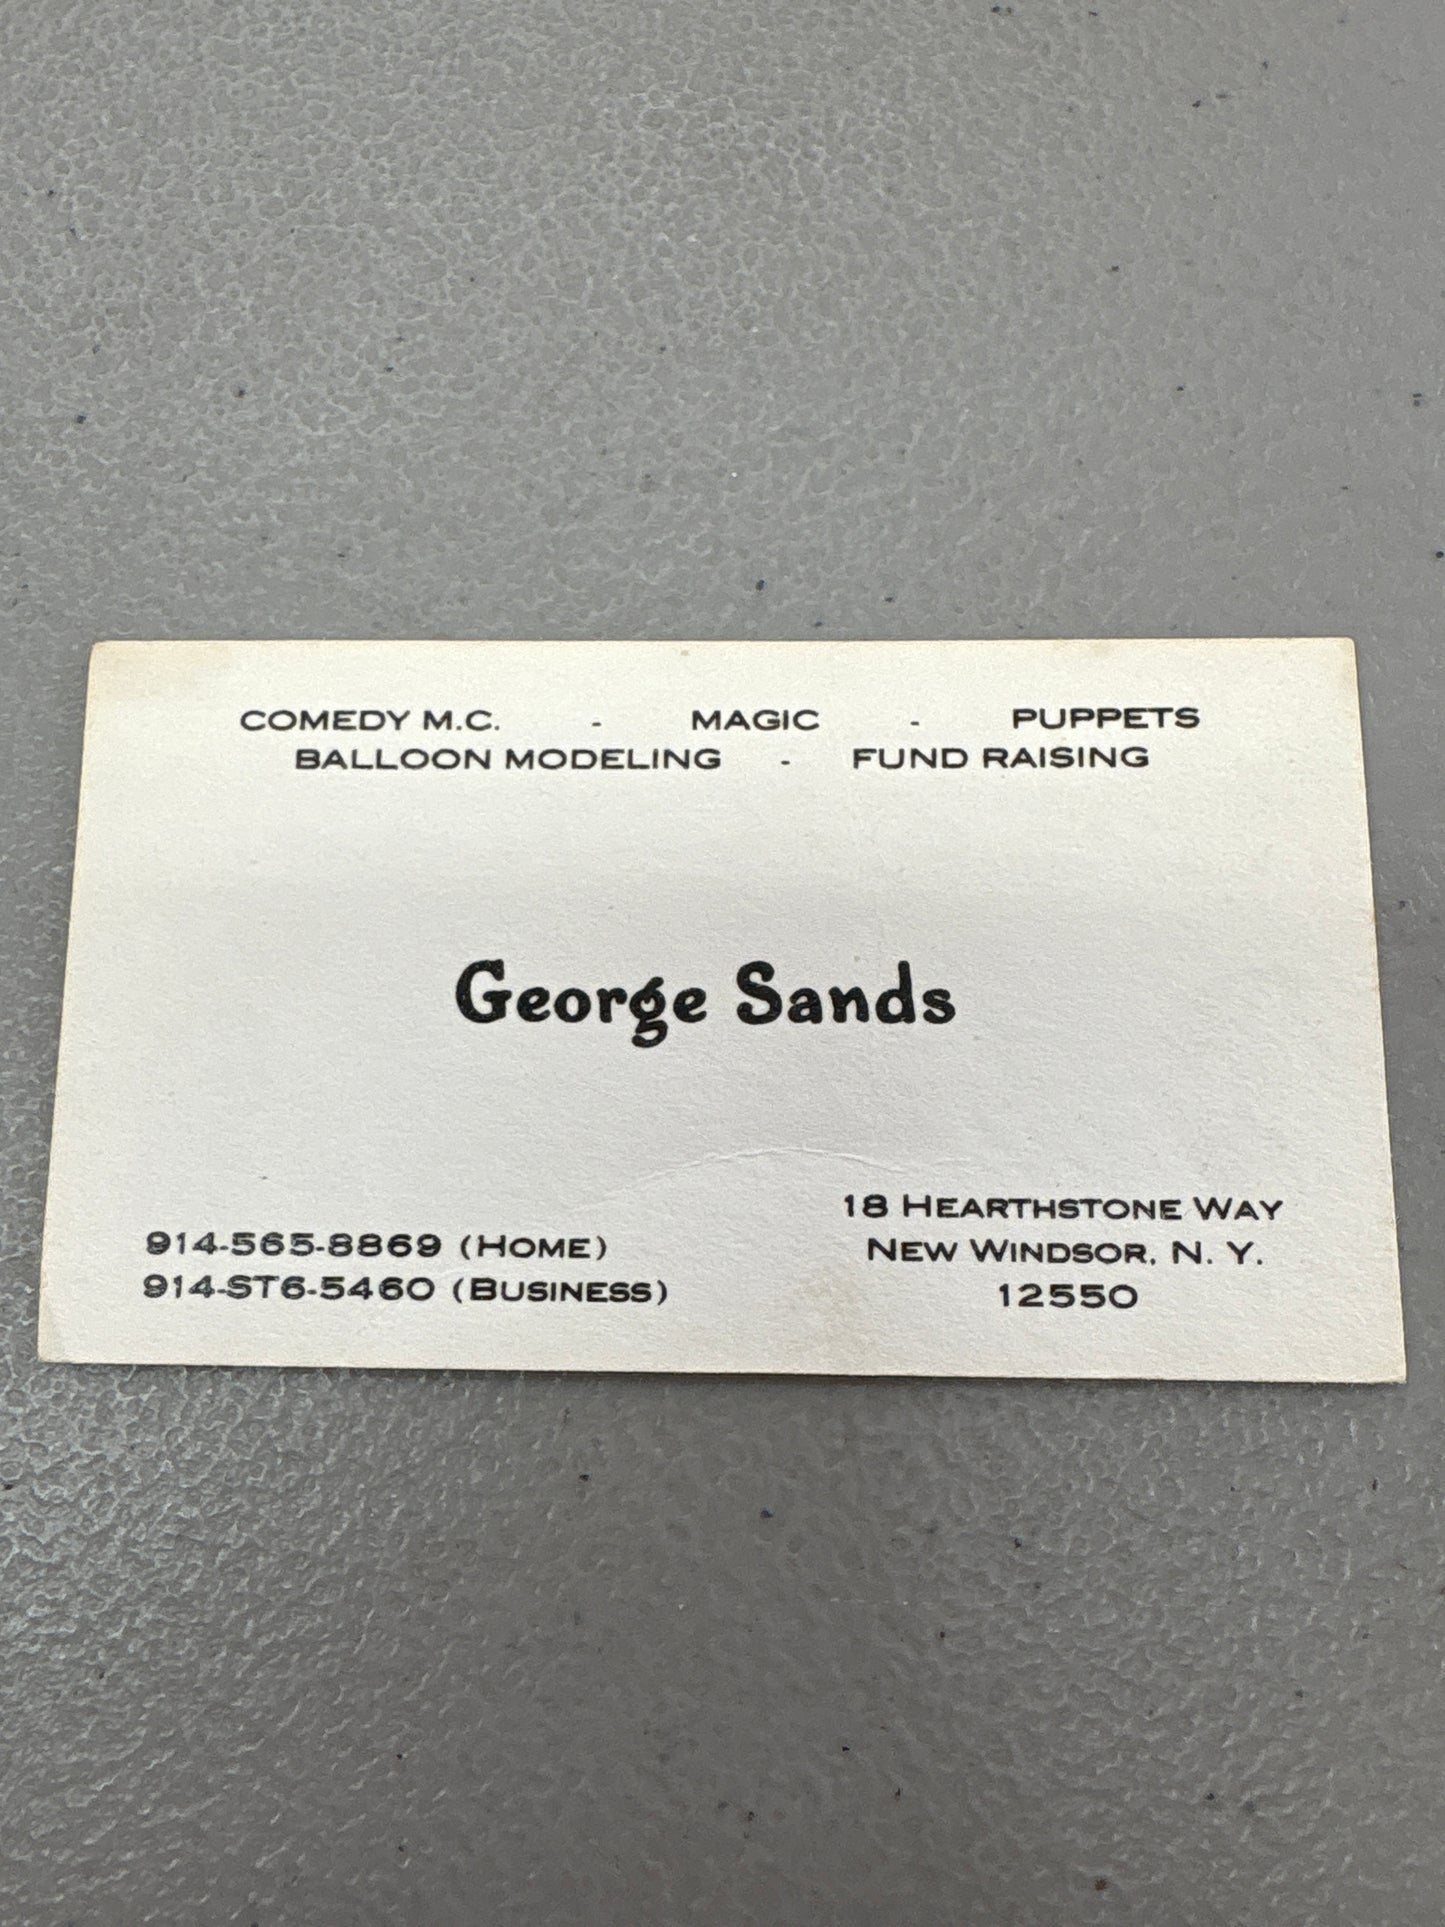 COMEDY M.C. - MAGIC - PUPPETS
BALLOON MODELING - FUND RAISING
George Sands
914-565-8869 (HOME)
914-ST6-5460 (BUSINESS)
18 HEARTHSTONE WAY
NEW WINDSOR, N. Y.
12550